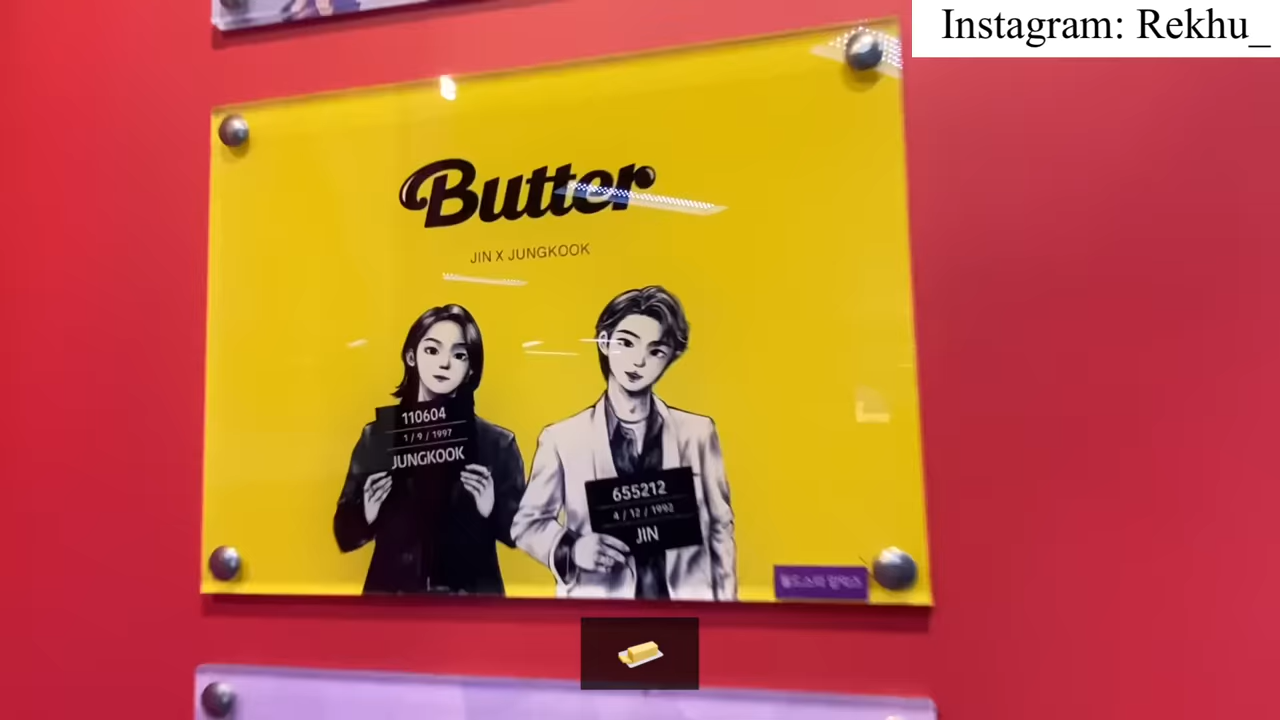 Instagram: Rekhu_
Butter
JIN X JUNGKOOK
110604
1 / 9 / 1997
JUNGKOOK
655212
4 / 12 / 1992
JIN